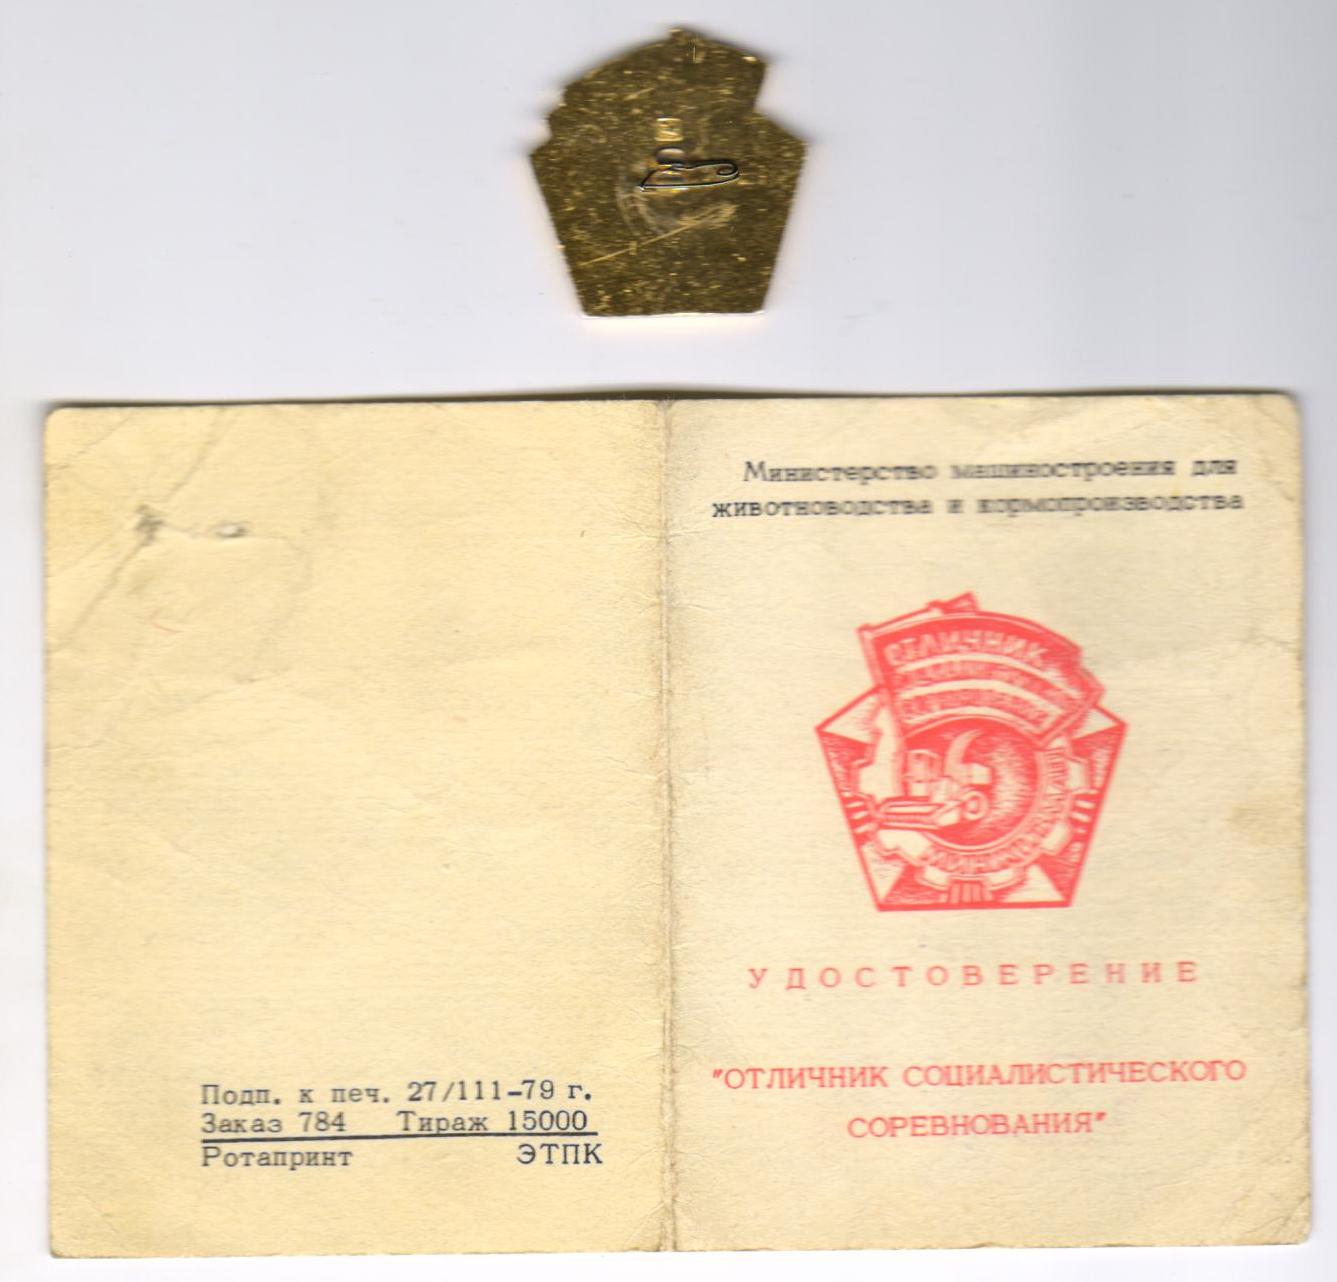 Министерство машиностроения для
животноводства и кормопроизводства
ОТЛИЧНИК
УДОСТОВЕРЕНИЕ
"ОТЛИЧНИК СОЦИАЛИСТИЧЕСКОГО
СОРЕВНОВАНИЯ"
Подп. к печ. 27/111-79 г.
Заказ 784 Тираж 15000
Ротапринт ЭТПК